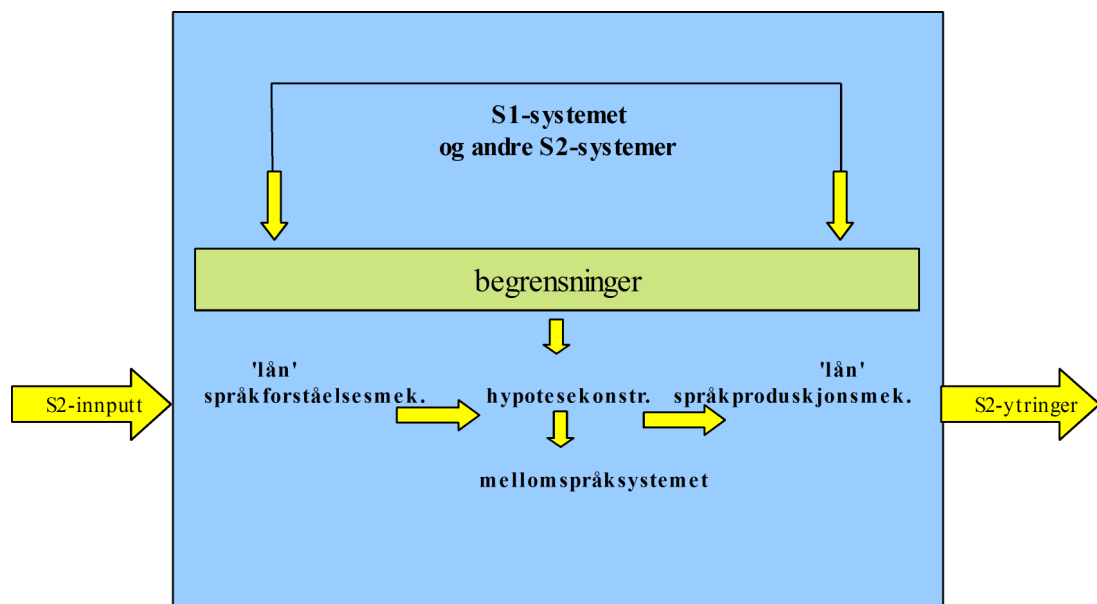 S1-systemet
og andre S2-systemer
begrensninger
'lån'
språkforståelsesmek.
hypotesekonstr.
'lån'
språkproduskjonsmek.
S2-innputt
S2-ytringer
mellomspråksystemet